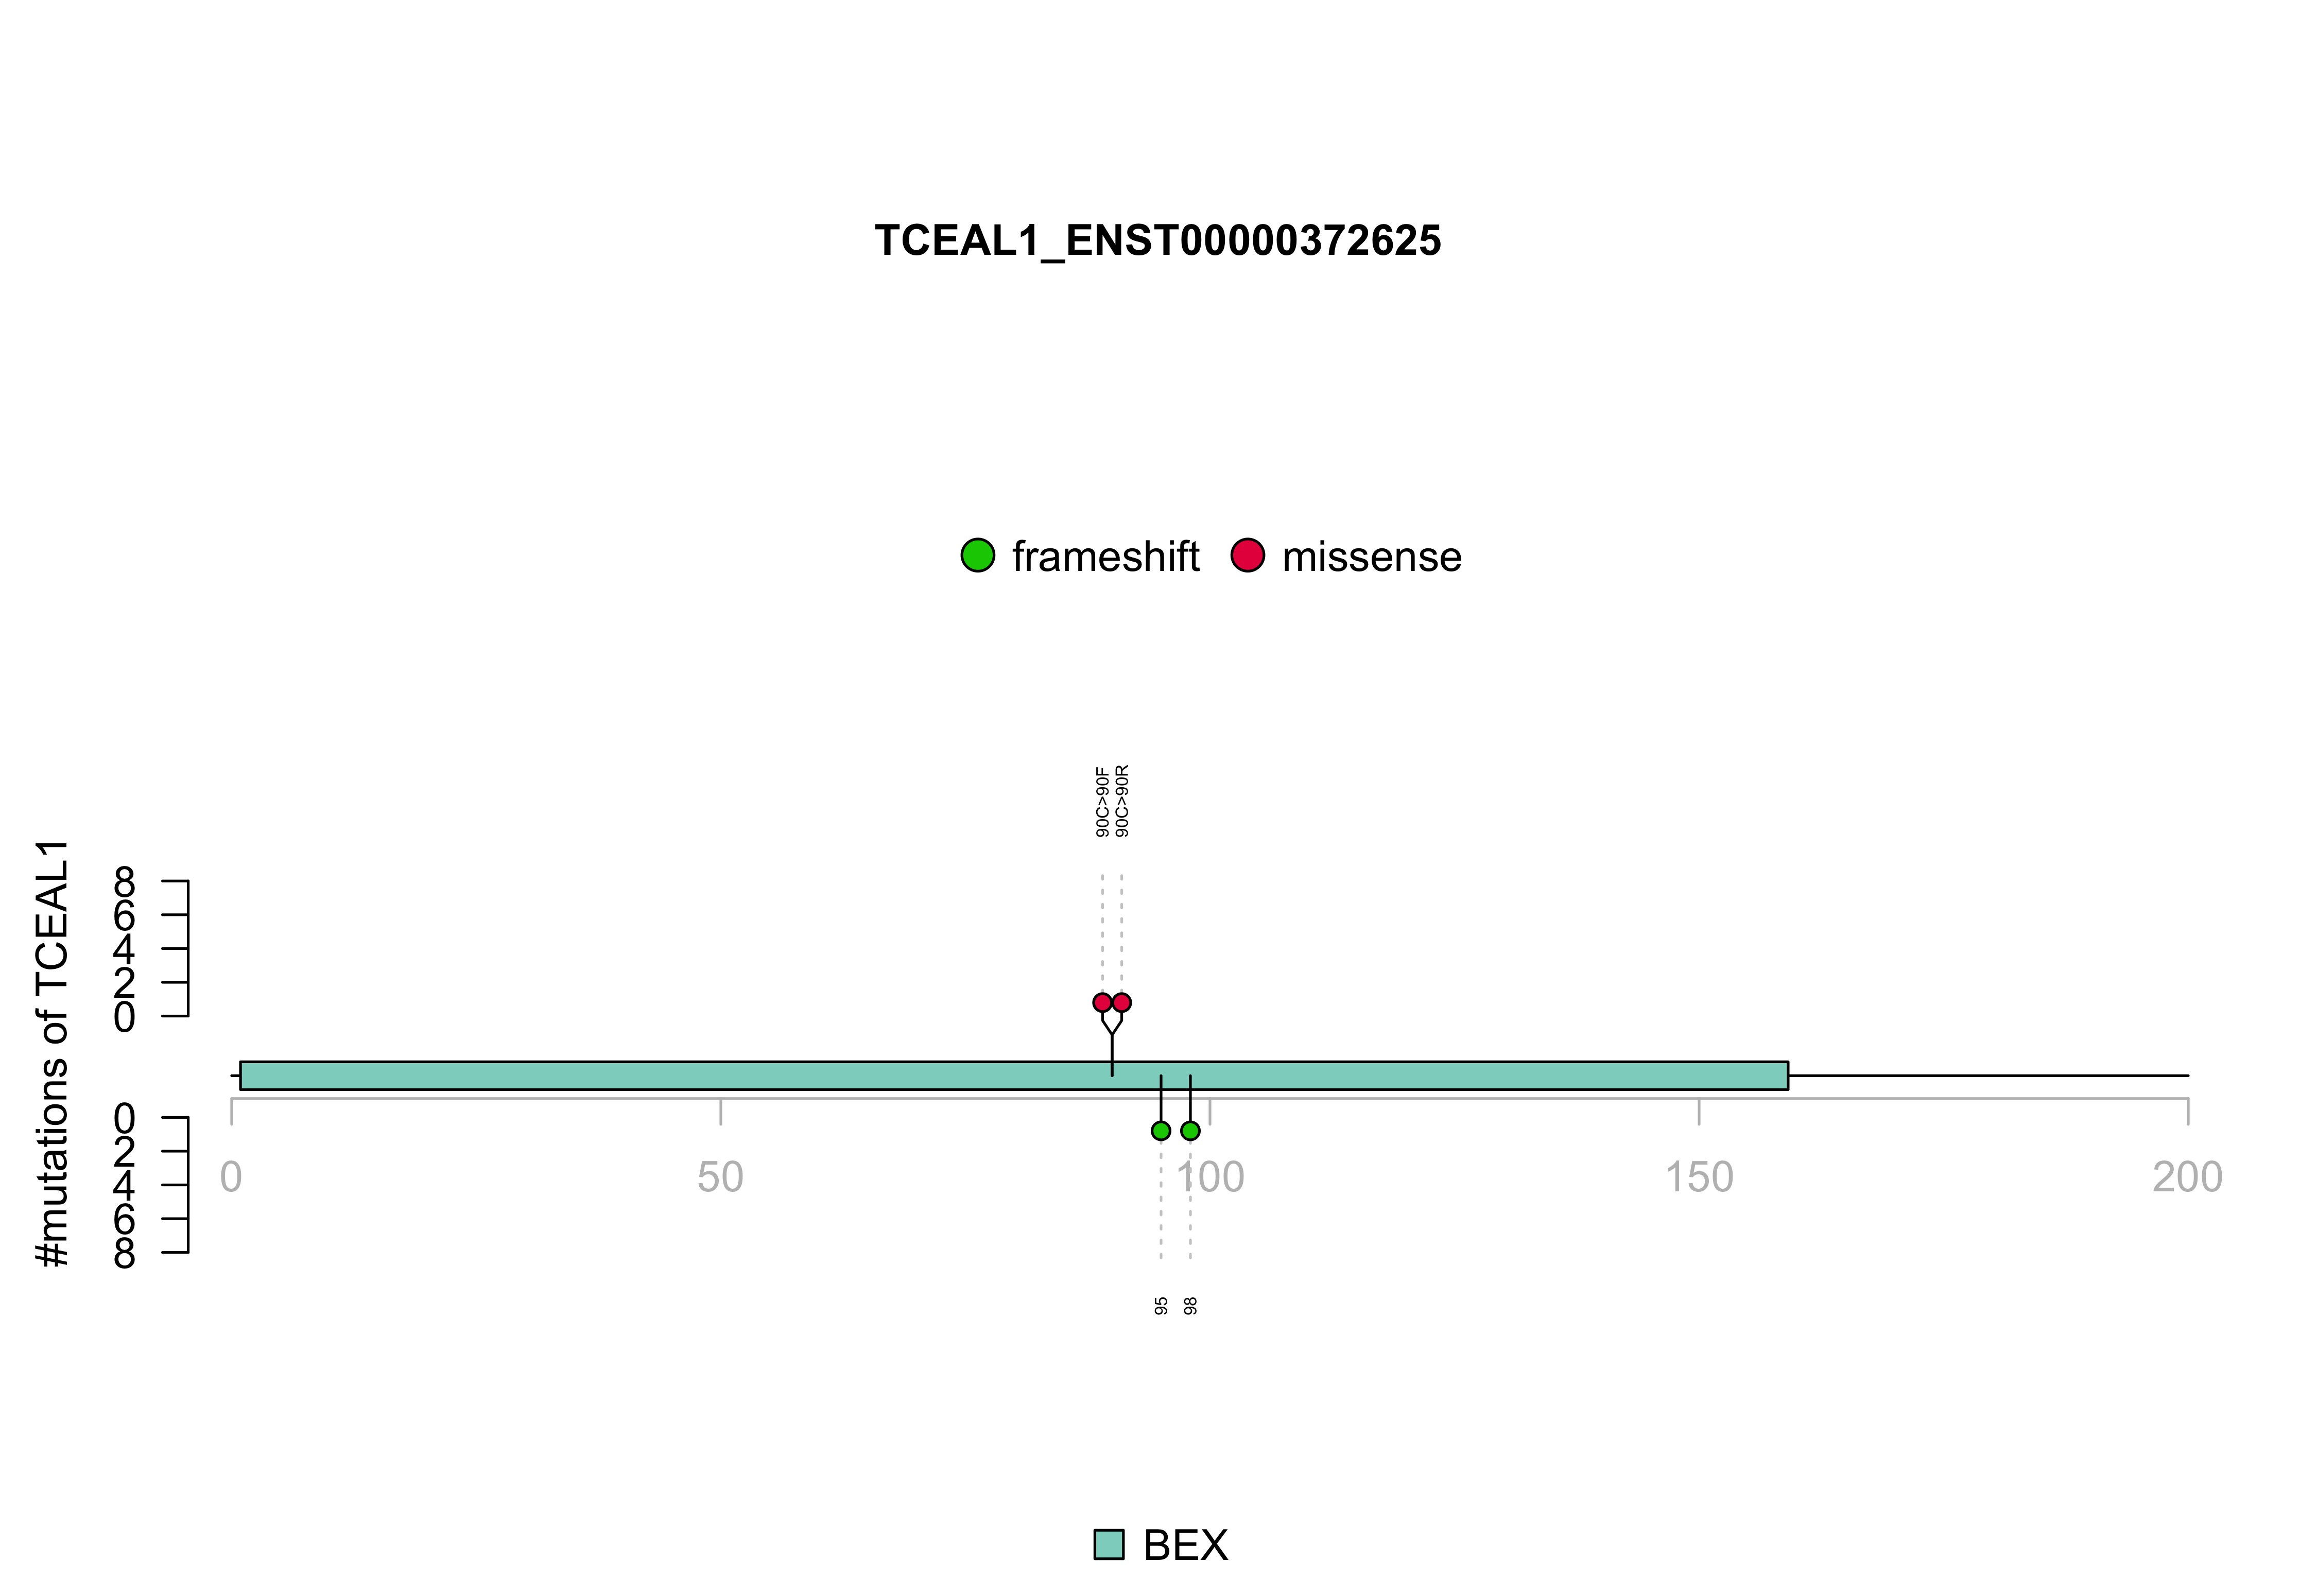 TCEAL1_ENST00000372625
frameshift missense
90C>90F
90C>90R
#mutations of TCEAL1
8
6
4
2
0
0
2
4
6
8
0 50 100 150 200
95
98
BEX